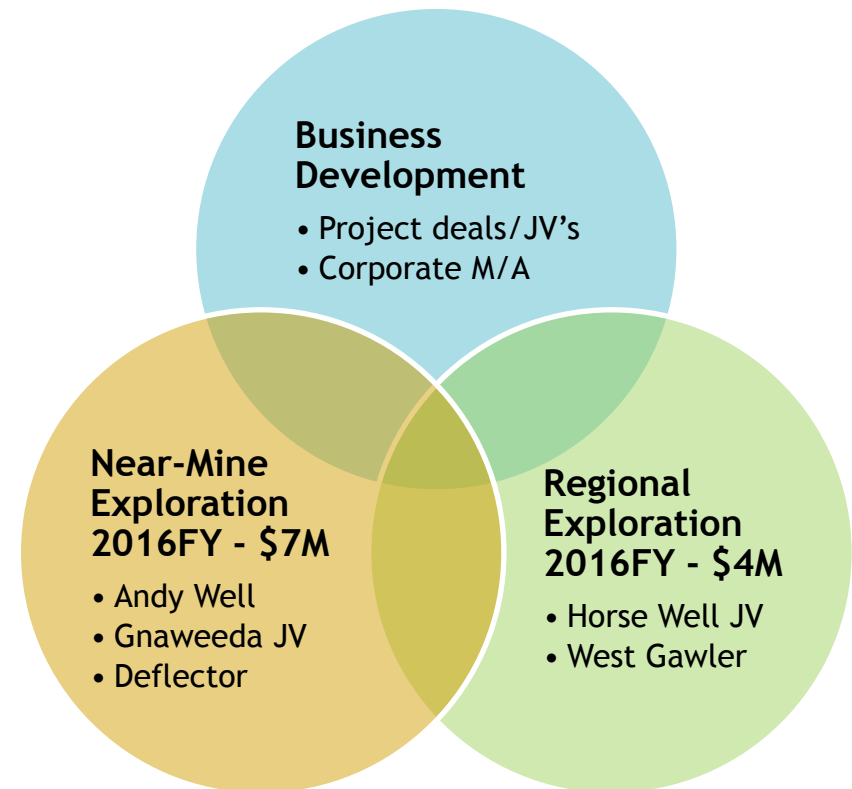 Business
Development
• Project deals/JV's
• Corporate M/A
Near-Mine
Exploration
2016FY - $7M
• Andy Well
• Gnaweeda JV
• Deflector
Regional
Exploration
2016FY - $4M
• Horse Well JV
• West Gawler